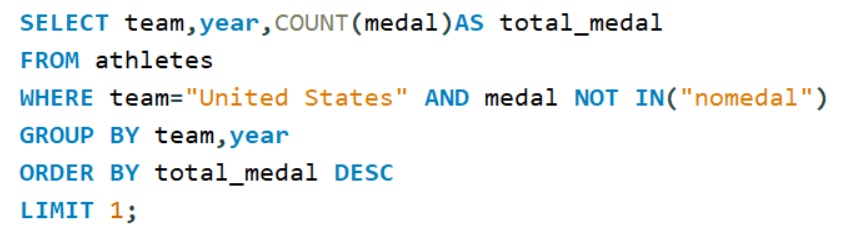 SELECT team,year,COUNT(medal)AS total_medal
FROM athletes
WHERE team="United States" AND medal NOT IN("nomedal")
GROUP BY team,year
ORDER BY total_medal DESC
LIMIT 1;